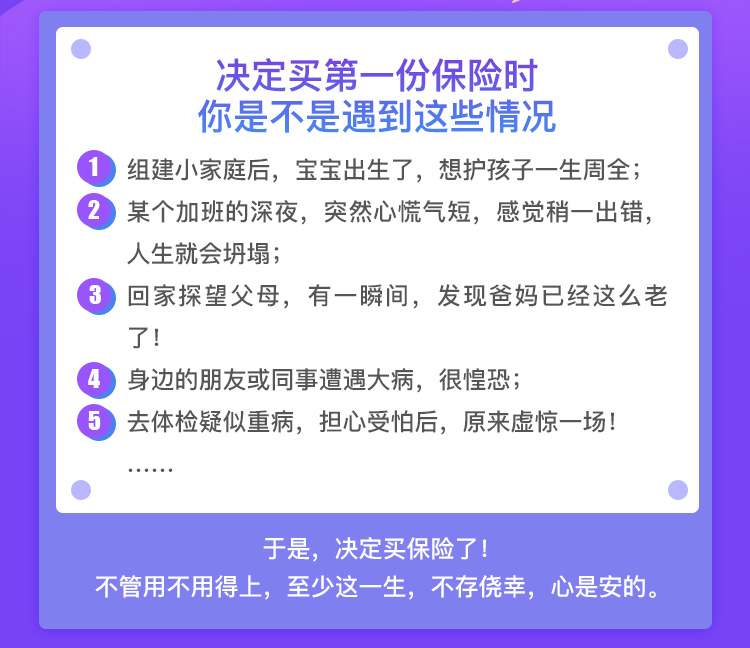 决定买第一份保险时
你是不是遇到这些情况
1 组建小家庭后，宝宝出生了，想护孩子一生周全；
2 某个加班的深夜，突然心慌气短，感觉稍一出错，
人生就会坍塌；
3 回家探望父母，有一瞬间，发现爸妈已经这么老
了！
4 身边的朋友或同事遭遇大病，很惶恐；
5 去体检疑似重病，担心受怕后，原来虚惊一场！
……
于是，决定买保险了！
不管用不用得上，至少这一生，不存侥幸，心是安的。